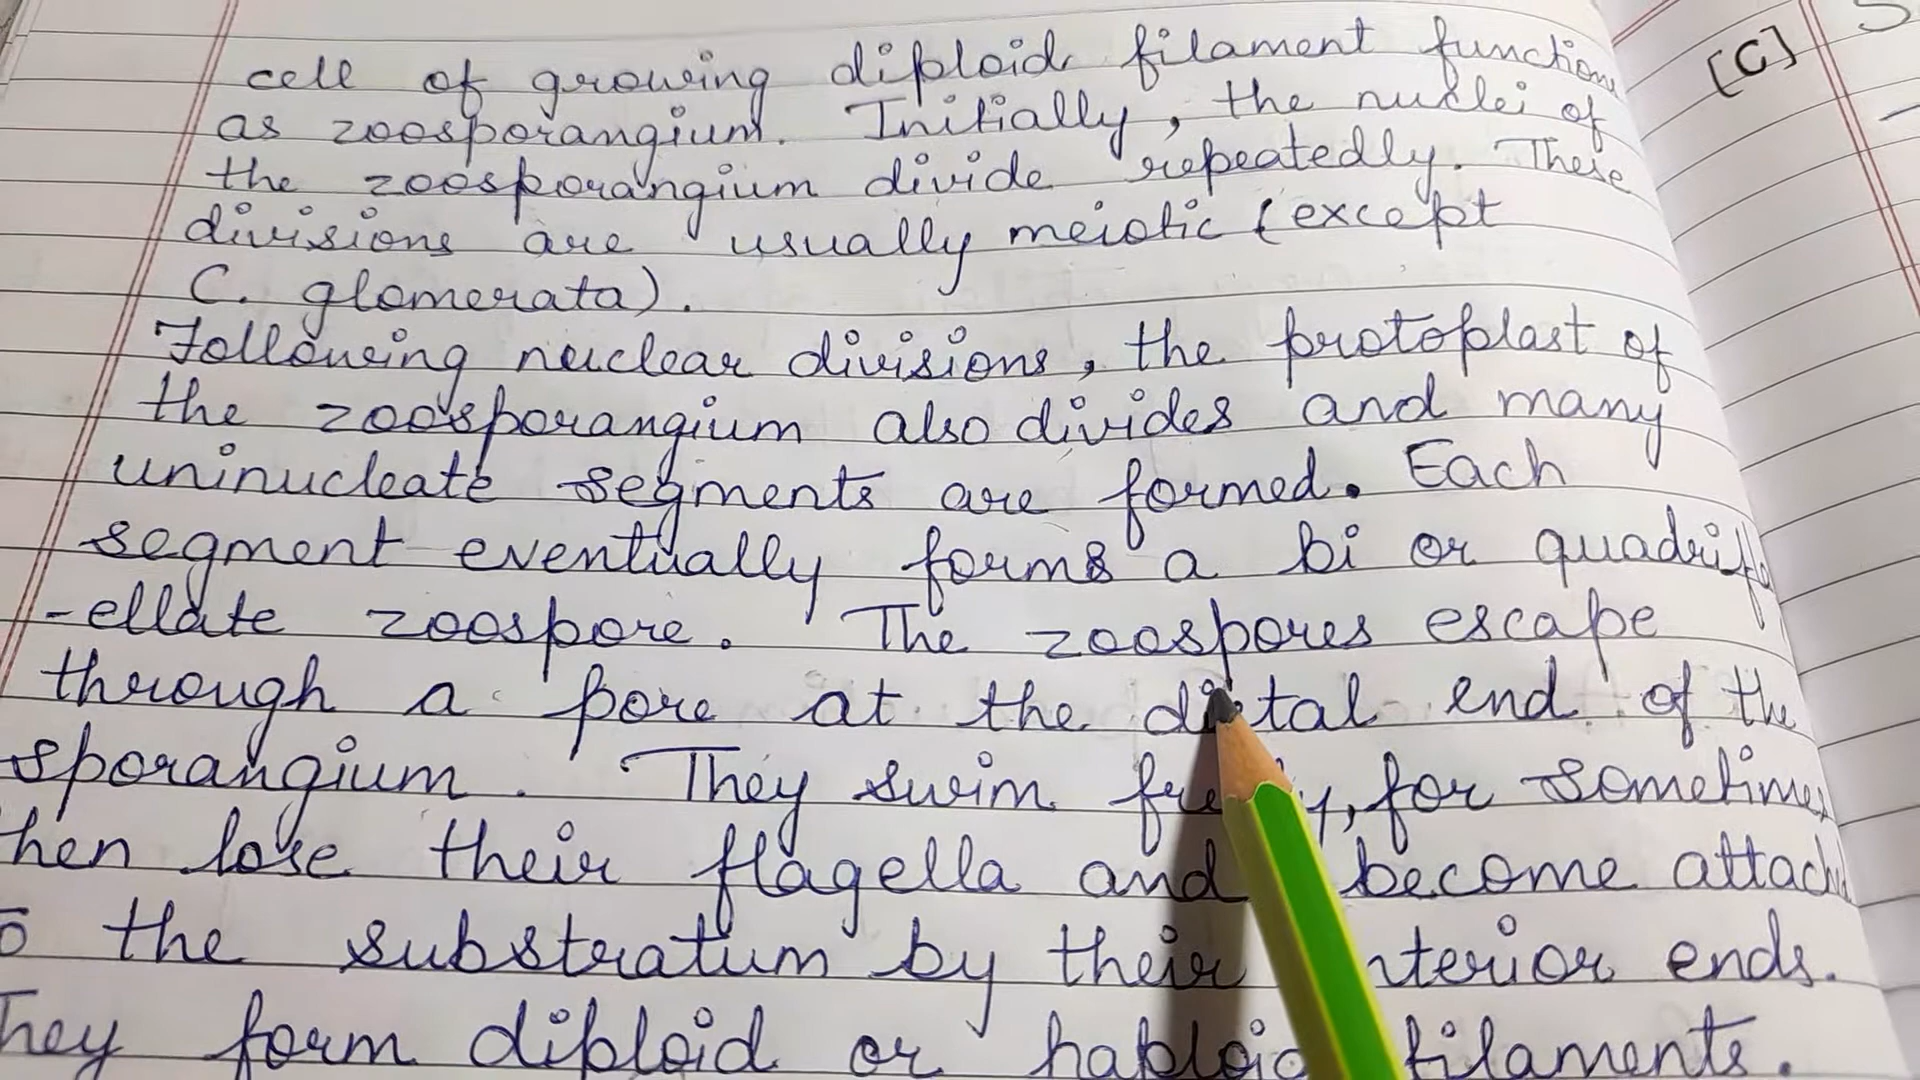 cell of growing diploid filament function
as zoosporangium. Initially, the nuclei of
the zoosporangium divide repeatedly. These
divisions are usually meiotic (except
C. glomerata).
Following nuclear divisions, the protoplast of
the zoosporangium also divides and many
uninucleate segments are formed. Each
segment eventually forms a bi or quadrifl
-ellate zoospore. The zoospores escape
through a pore at the distal end of the
sporangium. They swim for sometimes
hen lose their flagella and become attach
the substratum by their nterior ends.
They form diploid or haploid filaments.
[C]